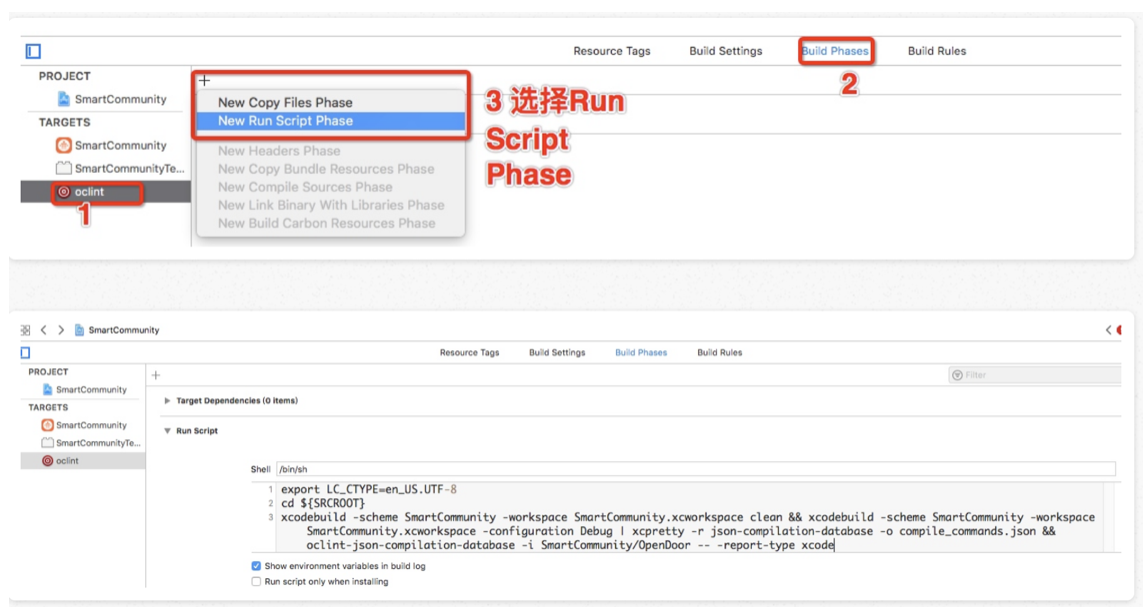 Resource Tags
Build Settings
Build Phases
Build Rules
2
PROJECT
SmartCommunity
TARGETS
SmartCommunity
SmartCommunityTe...
oclint
1
+
New Copy Files Phase
New Run Script Phase
New Headers Phase
New Copy Bundle Resources Phase
New Compile Sources Phase
New Link Binary With Libraries Phase
New Build Carbon Resources Phase
3 选择Run
Script
Phase
SmartCommunity
Resource Tags
Build Settings
Build Phases
Build Rules
PROJECT
SmartCommunity
TARGETS
SmartCommunity
SmartCommunityTe...
oclint
+
Filter
Target Dependencies (0 items)
Run Script
Shell /bin/sh
1 export LC_CTYPE=en_US.UTF-8
2 cd ${SRCROOT}
3 xcodebuild -scheme SmartCommunity -workspace SmartCommunity.xcworkspace clean && xcodebuild -scheme SmartCommunity -workspace
SmartCommunity.xcworkspace -configuration Debug | xcpretty -r json-compilation-database -o compile_commands.json &&
oclint-json-compilation-database -i SmartCommunity/OpenDoor -- -report-type xcode
Show environment variables in build log
Run script only when installing